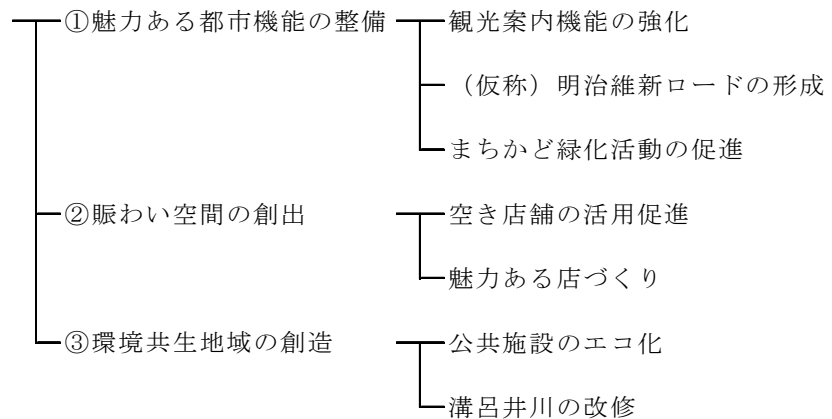 ①魅力ある都市機能の整備 観光案内機能の強化
（仮称）明治維新ロードの形成
まちかど緑化活動の促進
②賑わい空間の創出 空き店舗の活用促進
魅力ある店づくり
③環境共生地域の創造 公共施設のエコ化
溝呂井川の改修